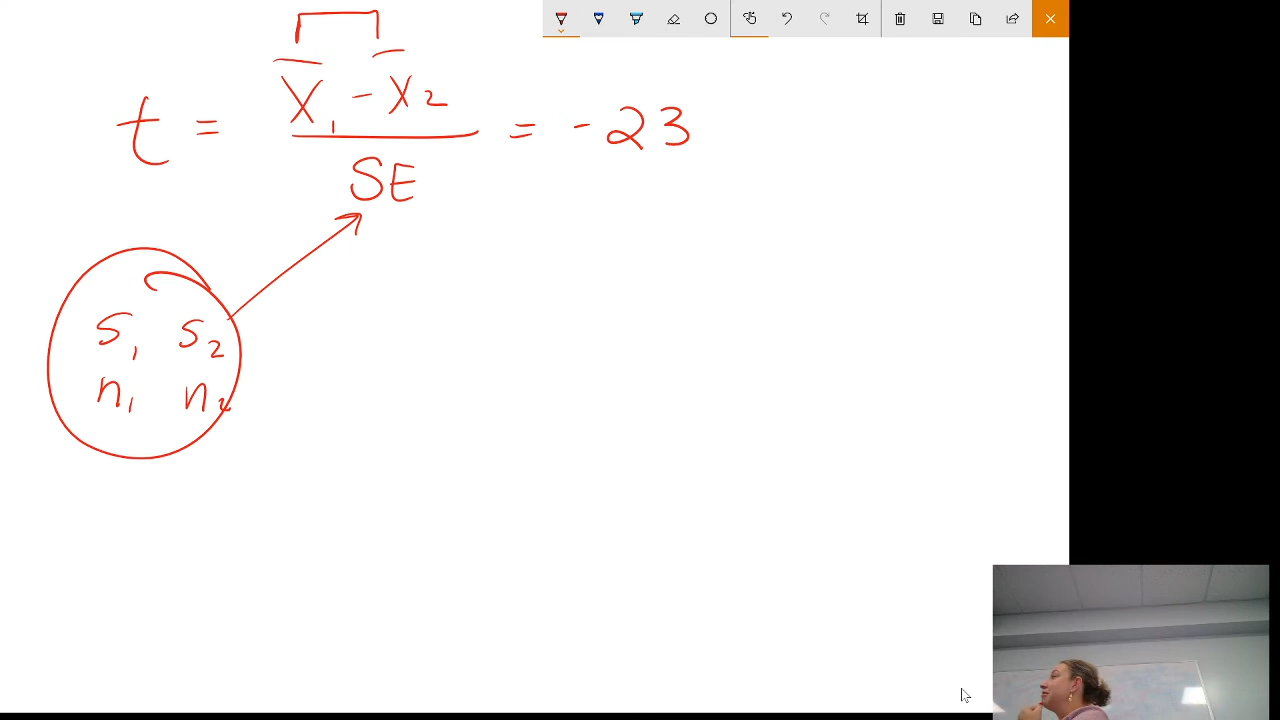 t = X̅₁ - X̅₂ / SE = -23
s₁ s₂
n₁ n₂